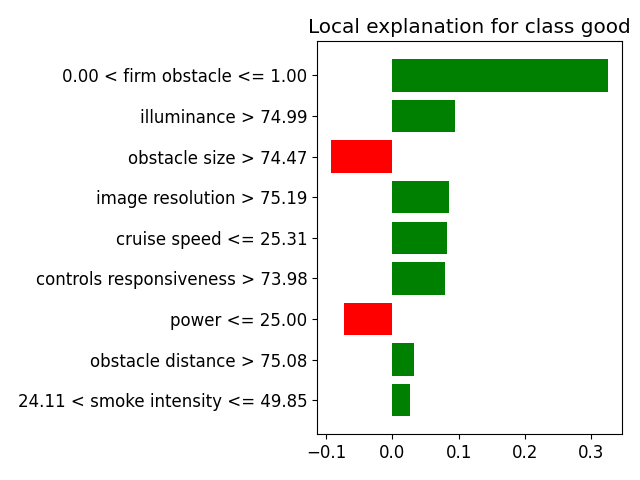 Local explanation for class good
0.00 < firm obstacle <= 1.00
illuminance > 74.99
obstacle size > 74.47
image resolution > 75.19
cruise speed <= 25.31
controls responsiveness > 73.98
power <= 25.00
obstacle distance > 75.08
24.11 < smoke intensity <= 49.85
−0.1 0.0 0.1 0.2 0.3